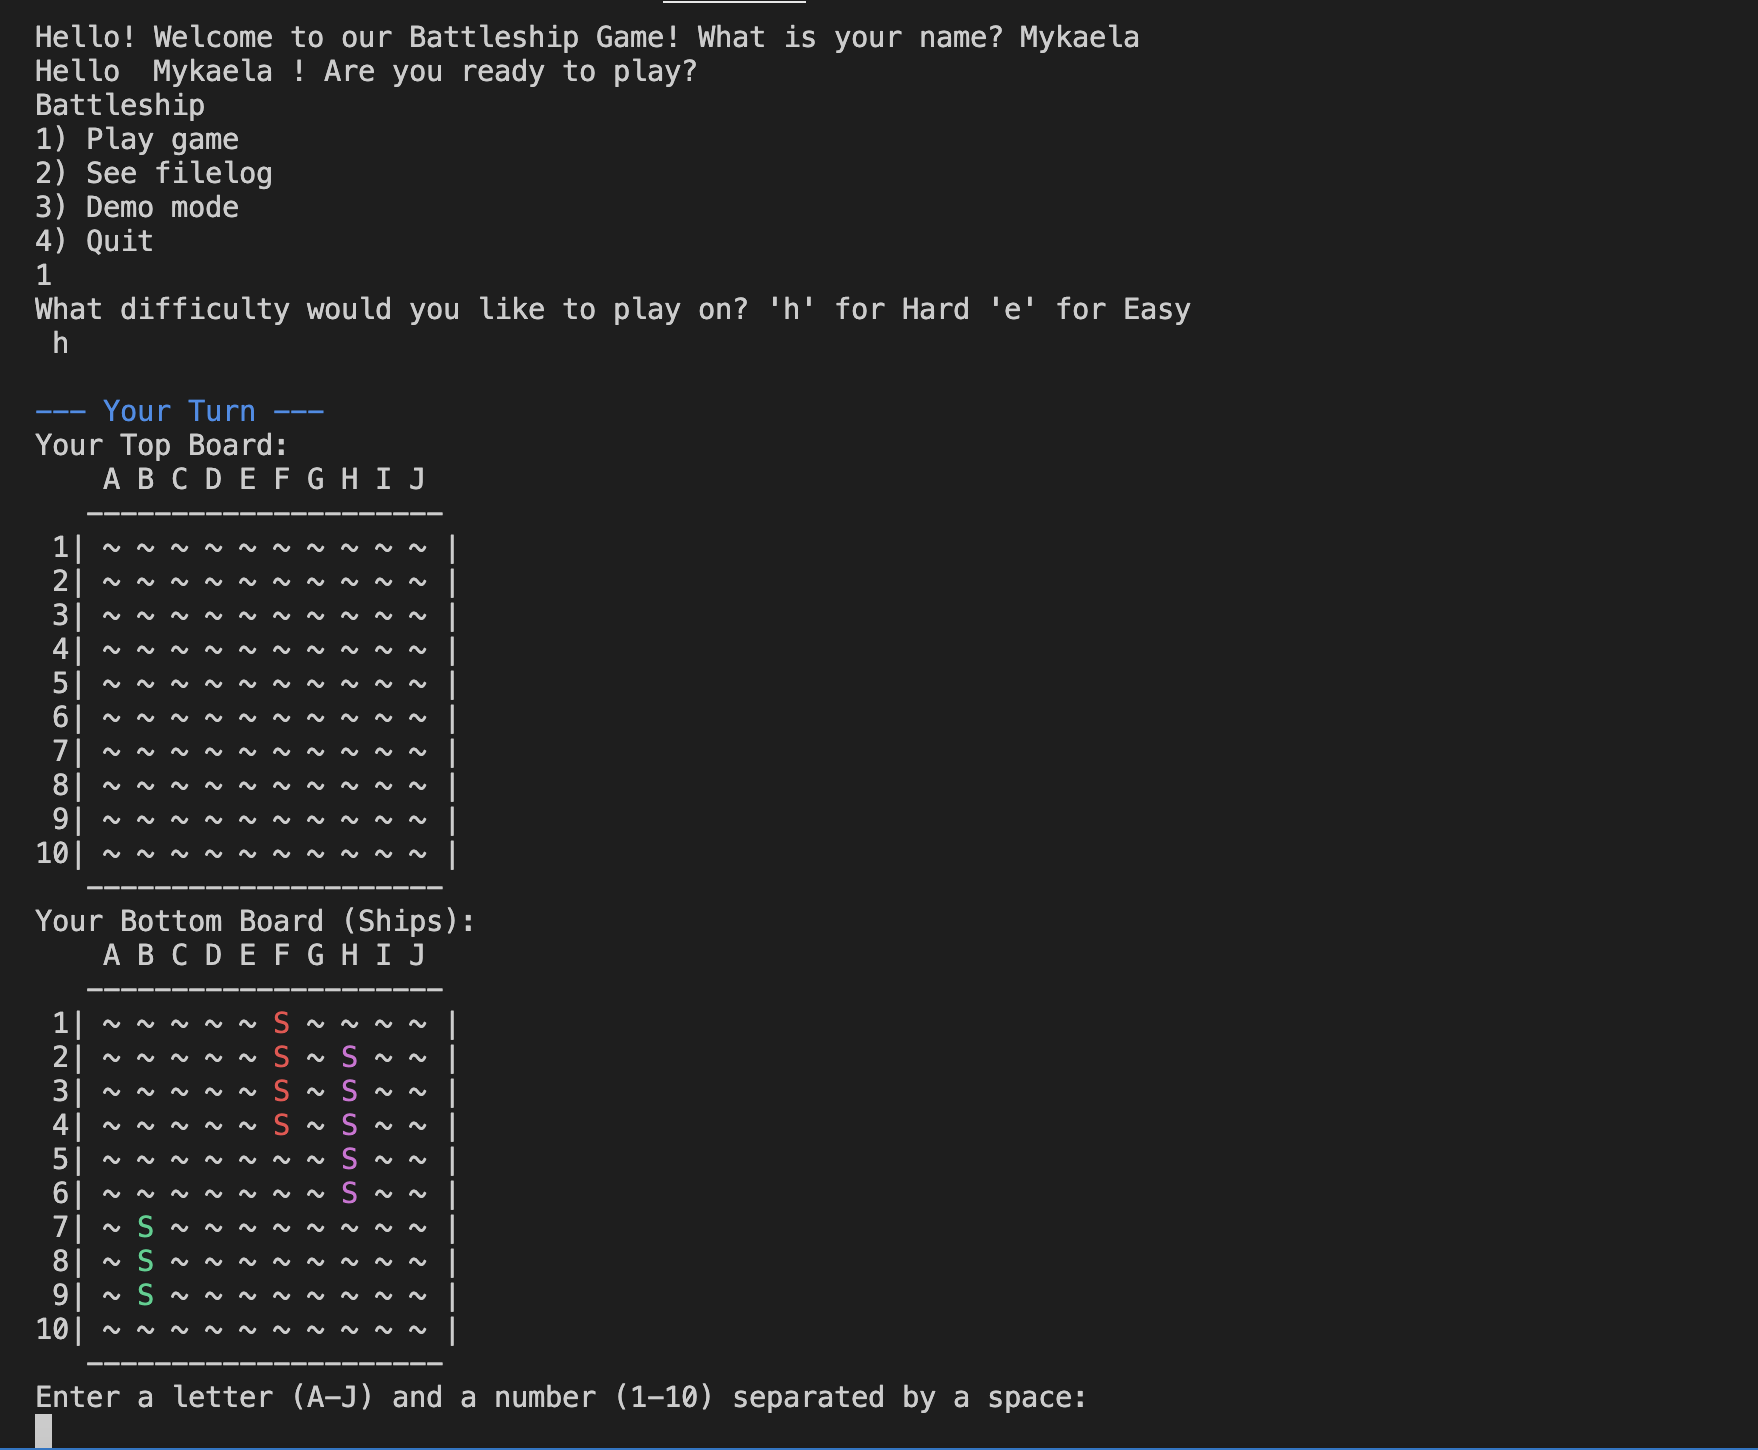 Hello! Welcome to our Battleship Game! What is your name? Mykaela
Hello  Mykaela ! Are you ready to play?
Battleship
1) Play game
2) See filelog
3) Demo mode
4) Quit
1
What difficulty would you like to play on? 'h' for Hard 'e' for Easy
 h

--- Your Turn ---
Your Top Board:
    A B C D E F G H I J
   ---------------------
 1| ~ ~ ~ ~ ~ ~ ~ ~ ~ ~ |
 2| ~ ~ ~ ~ ~ ~ ~ ~ ~ ~ |
 3| ~ ~ ~ ~ ~ ~ ~ ~ ~ ~ |
 4| ~ ~ ~ ~ ~ ~ ~ ~ ~ ~ |
 5| ~ ~ ~ ~ ~ ~ ~ ~ ~ ~ |
 6| ~ ~ ~ ~ ~ ~ ~ ~ ~ ~ |
 7| ~ ~ ~ ~ ~ ~ ~ ~ ~ ~ |
 8| ~ ~ ~ ~ ~ ~ ~ ~ ~ ~ |
 9| ~ ~ ~ ~ ~ ~ ~ ~ ~ ~ |
10| ~ ~ ~ ~ ~ ~ ~ ~ ~ ~ |
   ---------------------
Your Bottom Board (Ships):
    A B C D E F G H I J
   ---------------------
 1| ~ ~ ~ ~ ~ S ~ ~ ~ ~ |
 2| ~ ~ ~ ~ ~ S ~ S ~ ~ |
 3| ~ ~ ~ ~ ~ S ~ S ~ ~ |
 4| ~ ~ ~ ~ ~ S ~ S ~ ~ |
 5| ~ ~ ~ ~ ~ ~ ~ S ~ ~ |
 6| ~ ~ ~ ~ ~ ~ ~ S ~ ~ |
 7| ~ S ~ ~ ~ ~ ~ ~ ~ ~ |
 8| ~ S ~ ~ ~ ~ ~ ~ ~ ~ |
 9| ~ S ~ ~ ~ ~ ~ ~ ~ ~ |
10| ~ ~ ~ ~ ~ ~ ~ ~ ~ ~ |
   ---------------------
Enter a letter (A-J) and a number (1-10) separated by a space: